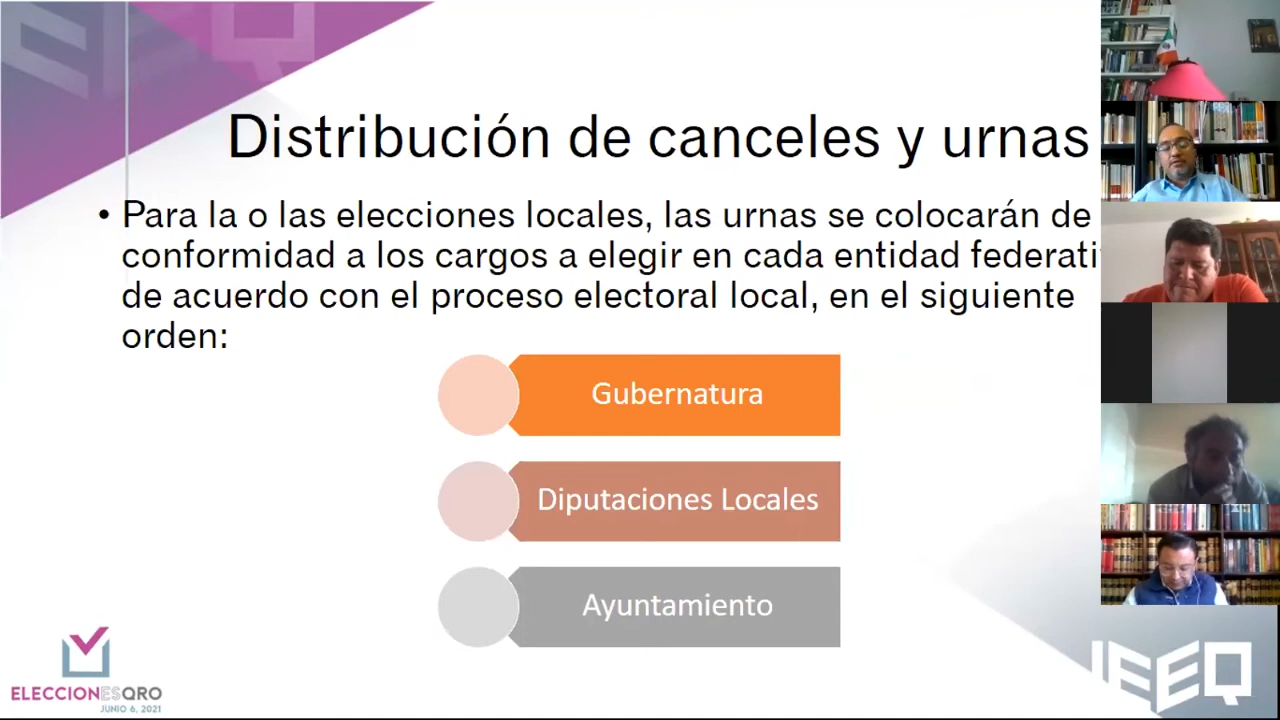 EEQ
Distribución de canceles y urnas
• Para la o las elecciones locales, las urnas se colocarán de
conformidad a los cargos a elegir en cada entidad federati
de acuerdo con el proceso electoral local, en el siguiente
orden:
Gubernatura
Diputaciones Locales
Ayuntamiento
ELECCIONESQRO
JUNIO 6, 2021
IEEQ